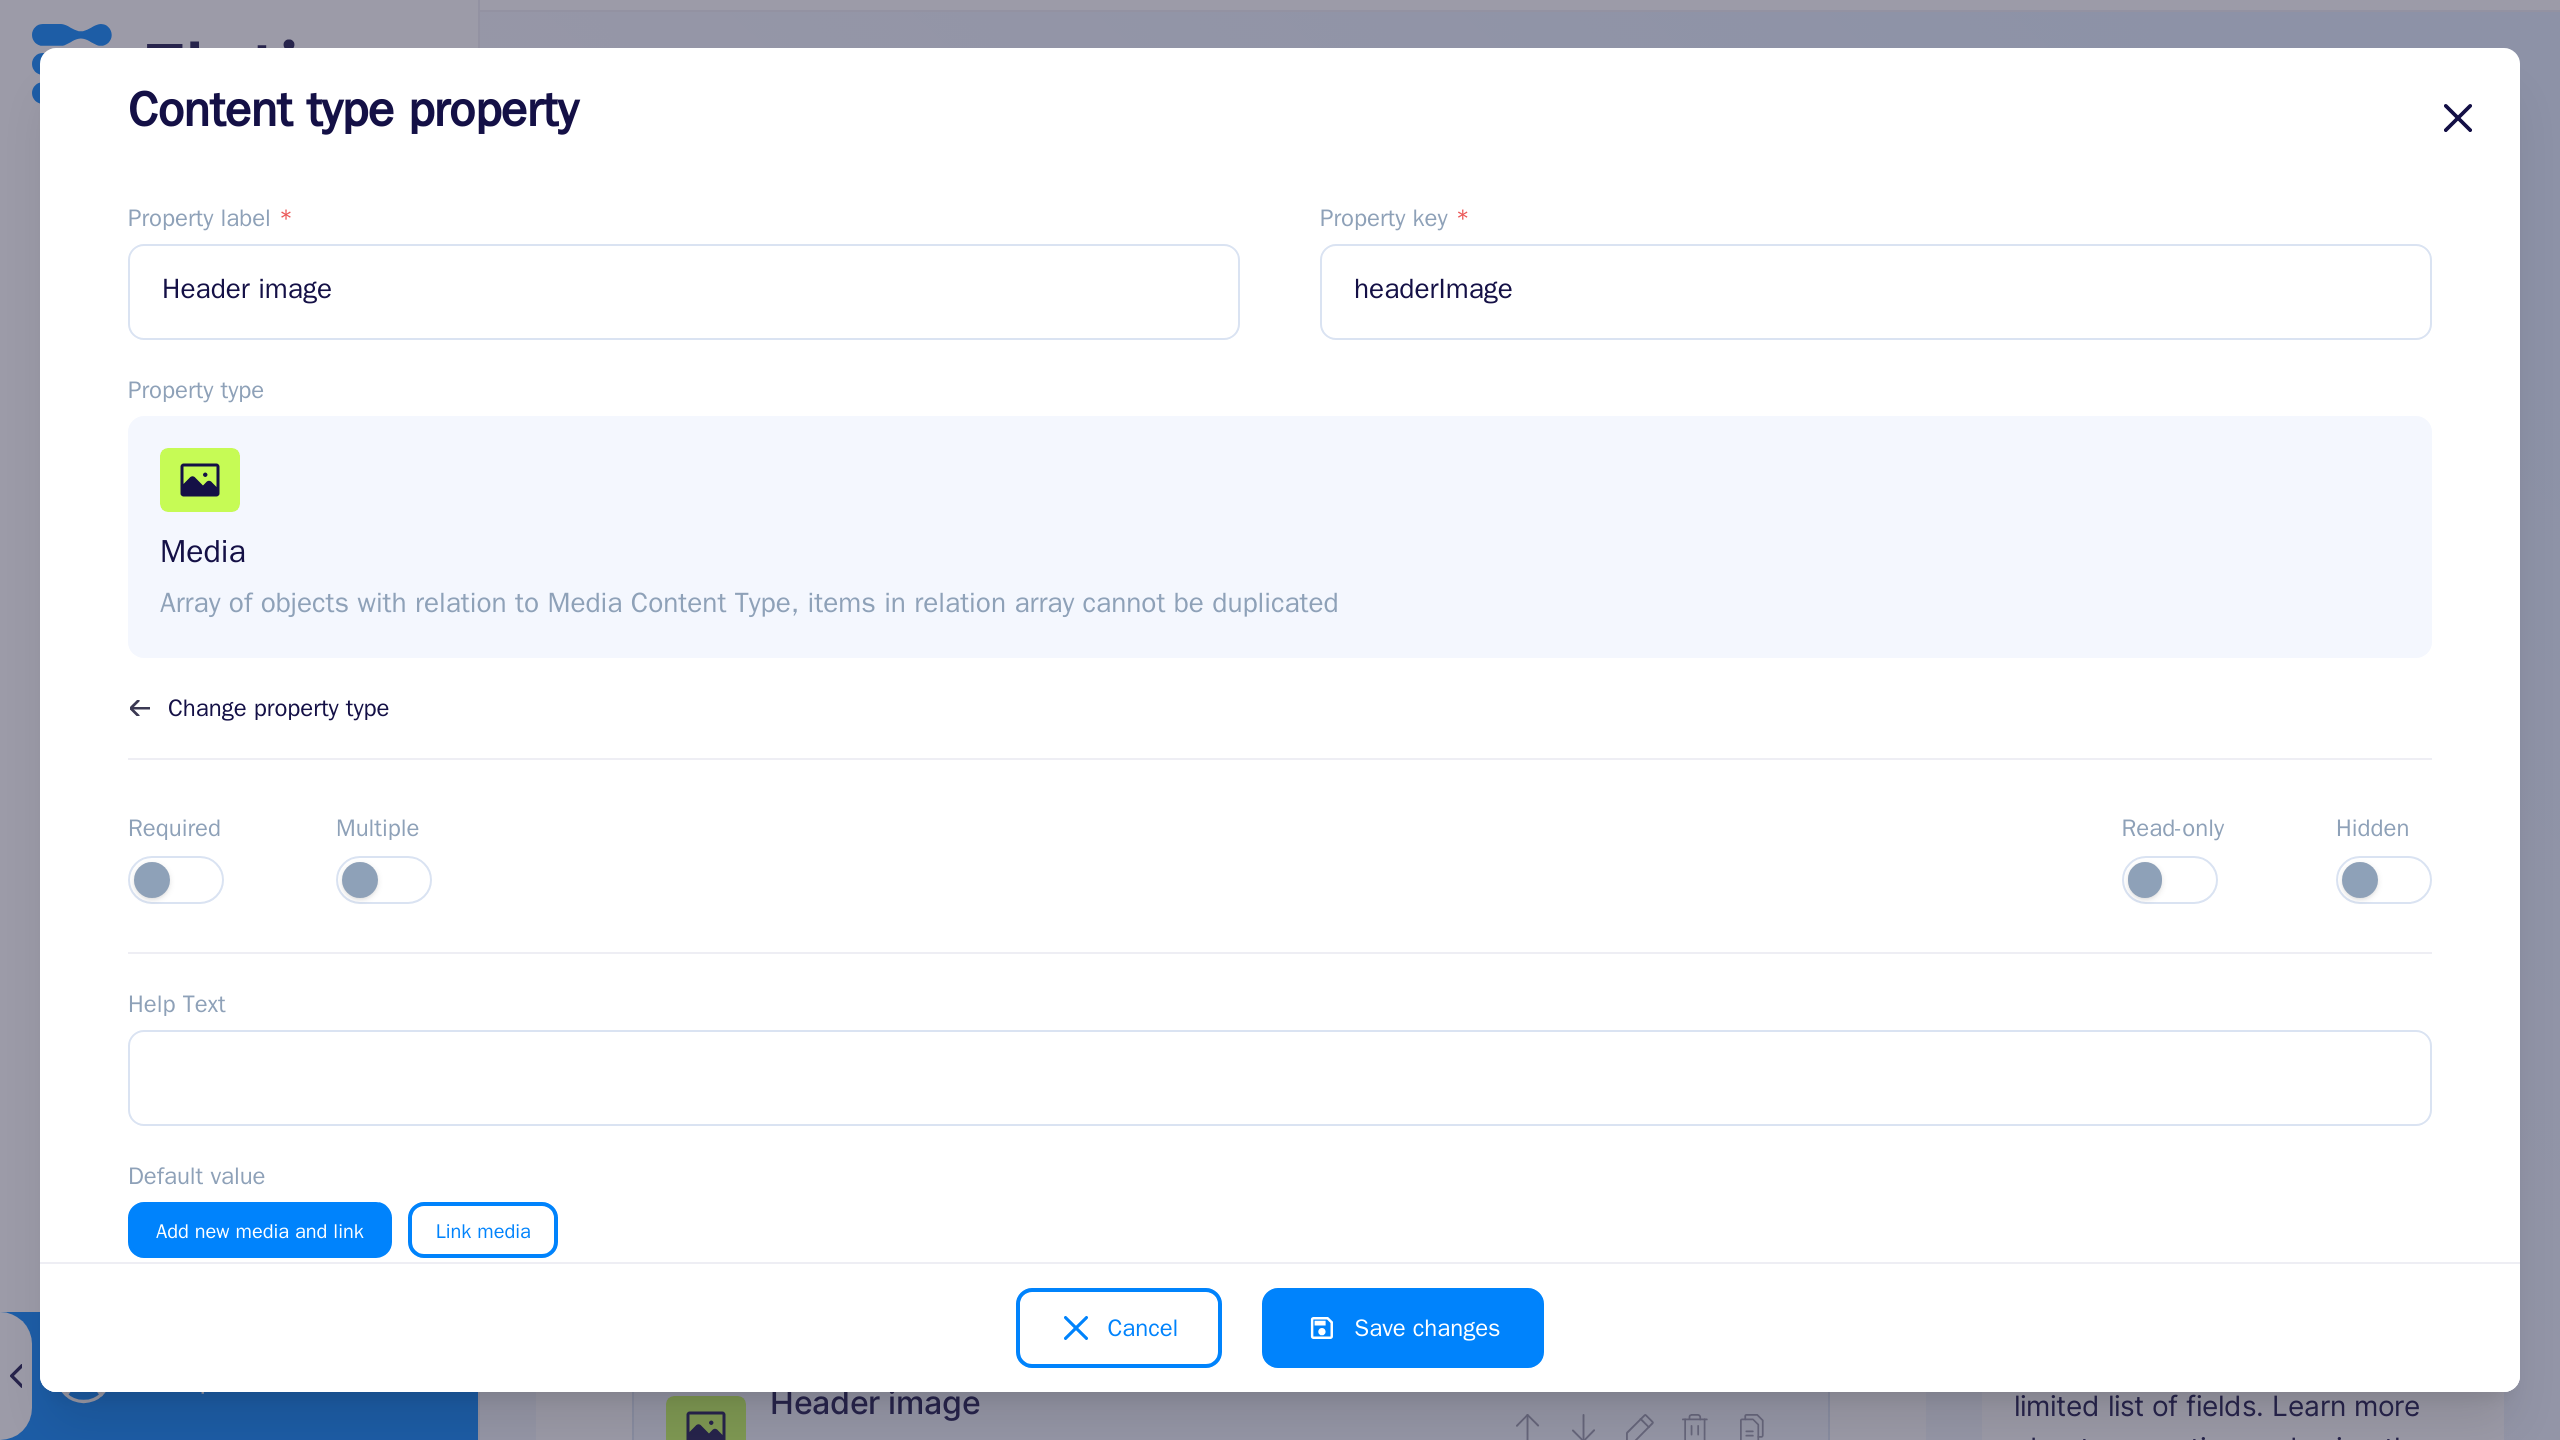 Content type property
Property label *
Property key *
Header image
headerImage
Property type
Media
Array of objects with relation to Media Content Type, items in relation array cannot be duplicated
Change property type
Required
Multiple
Read-only
Hidden
Help Text
Default value
Add new media and link
Link media
Cancel
Save changes
Header image
limited list of fields. Learn more